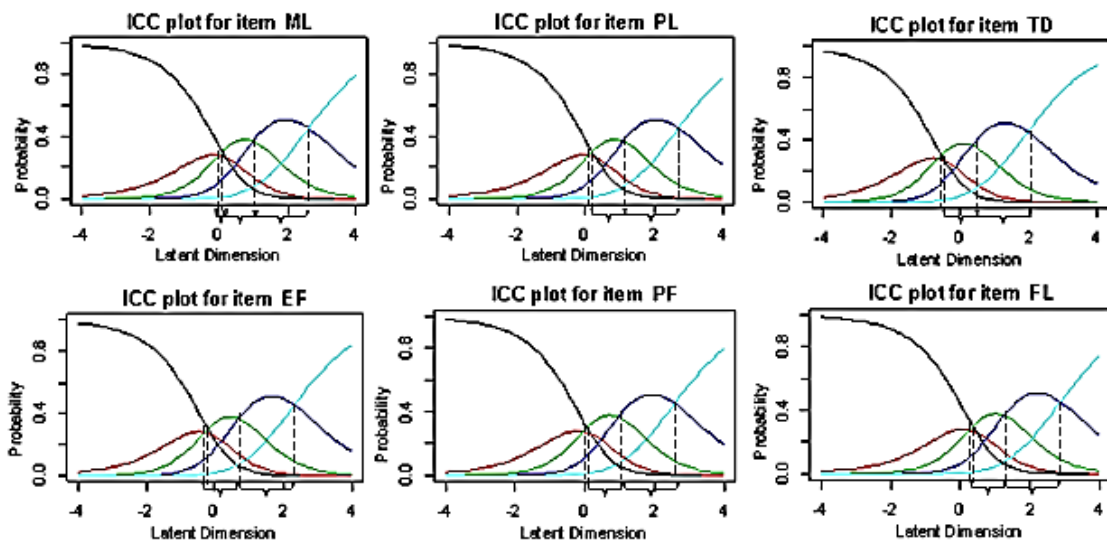 ICC plot for item ML
ICC plot for item PL
ICC plot for item TD
Probability
0.0 0.4 0.8
-4 -2 0 2 4
Latent Dimension
Probability
0.0 0.4 0.8
-4 -2 0 2 4
Latent Dimension
Probability
0.0 0.4 0.8
-4 -2 0 2 4
Latent Dimension
ICC plot for item EF
ICC plot for item PF
ICC plot for item FL
Probability
0.0 0.4 0.8
-4 -2 0 2 4
Latent Dimension
Probability
0.0 0.4 0.8
-4 -2 0 2 4
Latent Dimension
Probability
0.0 0.4 0.8
-4 -2 0 2 4
Latent Dimension